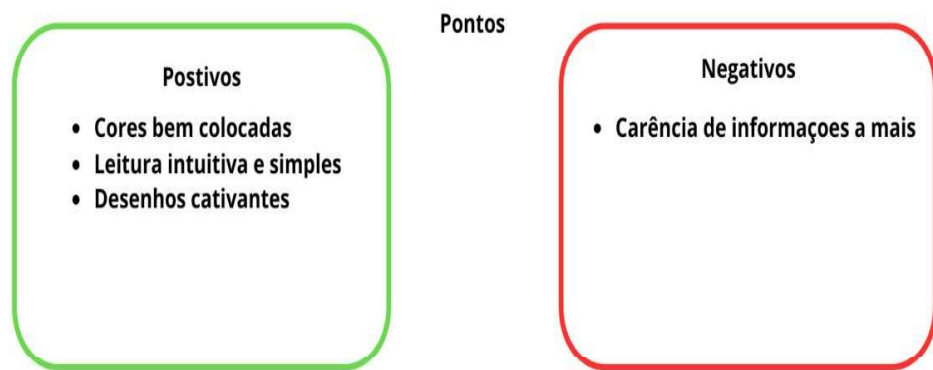 Pontos
Postivos
• Cores bem colocadas
• Leitura intuitiva e simples
• Desenhos cativantes
Negativos
• Carência de informaçoes a mais